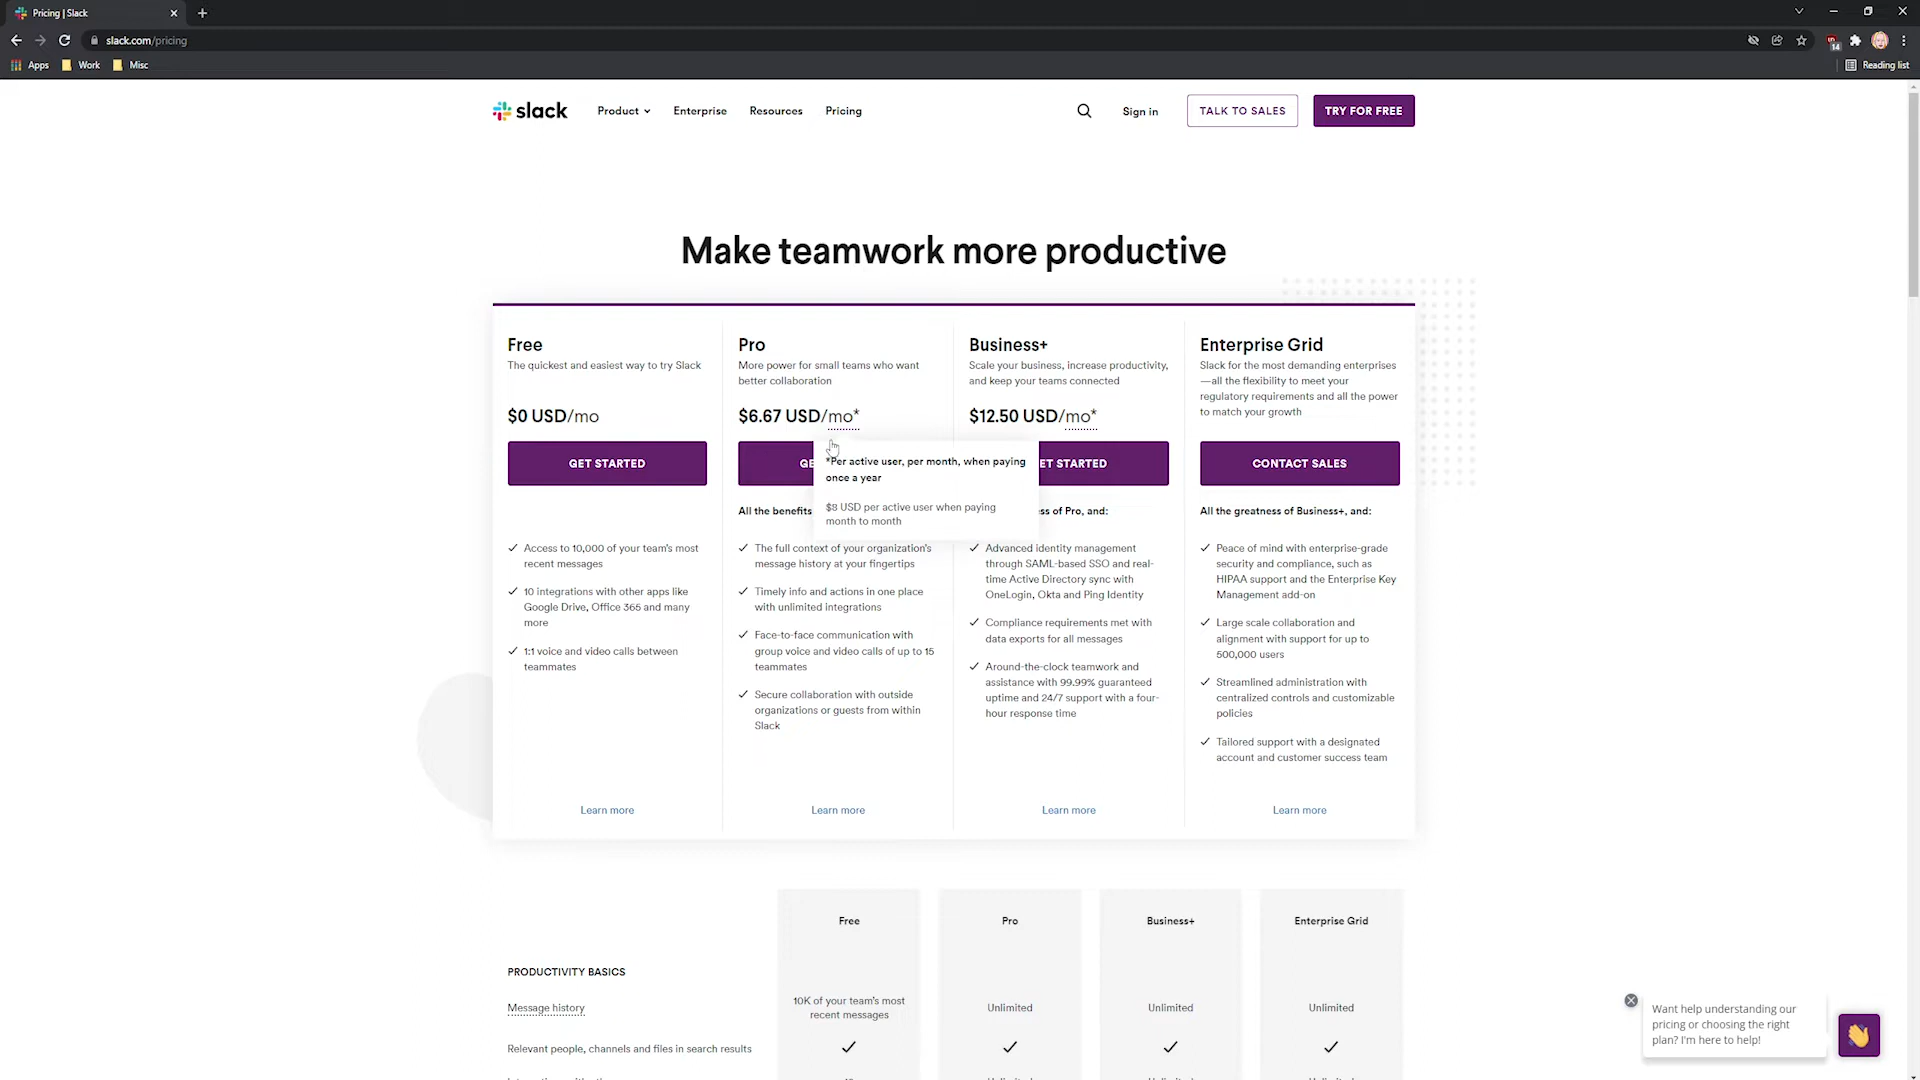 Pricing | Slack
slack.com/pricing
14
Apps
Work
Misc
Reading list
slack
Product
Enterprise
Resources
Pricing
Sign in
TALK TO SALES
TRY FOR FREE
Make teamwork more productive
Free
The quickest and easiest way to try Slack
$0 USD/mo
GET STARTED
Access to 10,000 of your team's most
recent messages
10 integrations with other apps like
Google Drive, Office 365 and many
more
1:1 voice and video calls between
teammates
Learn more
Pro
More power for small teams who want
better collaboration
$6.67 USD/mo*
GE
*Per active user, per month, when paying
once a year
$8 USD per active user when paying
month to month
All the benefits
The full context of your organization's
message history at your fingertips
Timely info and actions in one place
with unlimited integrations
Face-to-face communication with
group voice and video calls of up to 15
teammates
Secure collaboration with outside
organizations or guests from within
Slack
Learn more
Business+
Scale your business, increase productivity,
and keep your teams connected
$12.50 USD/mo*
ET STARTED
ss of Pro, and:
Advanced identity management
through SAML-based SSO and real-
time Active Directory sync with
OneLogin, Okta and Ping Identity
Compliance requirements met with
data exports for all messages
Around-the-clock teamwork and
assistance with 99.99% guaranteed
uptime and 24/7 support with a four-
hour response time
Learn more
Enterprise Grid
Slack for the most demanding enterprises
—all the flexibility to meet your
regulatory requirements and all the power
to match your growth
CONTACT SALES
All the greatness of Business+, and:
Peace of mind with enterprise-grade
security and compliance, such as
HIPAA support and the Enterprise Key
Management add-on
Large scale collaboration and
alignment with support for up to
500,000 users
Streamlined administration with
centralized controls and customizable
policies
Tailored support with a designated
account and customer success team
Learn more
Free
Pro
Business+
Enterprise Grid
PRODUCTIVITY BASICS
Message history
10K of your team's most
recent messages
Unlimited
Unlimited
Unlimited
Relevant people, channels and files in search results
Want help understanding our
pricing or choosing the right
plan? I'm here to help!